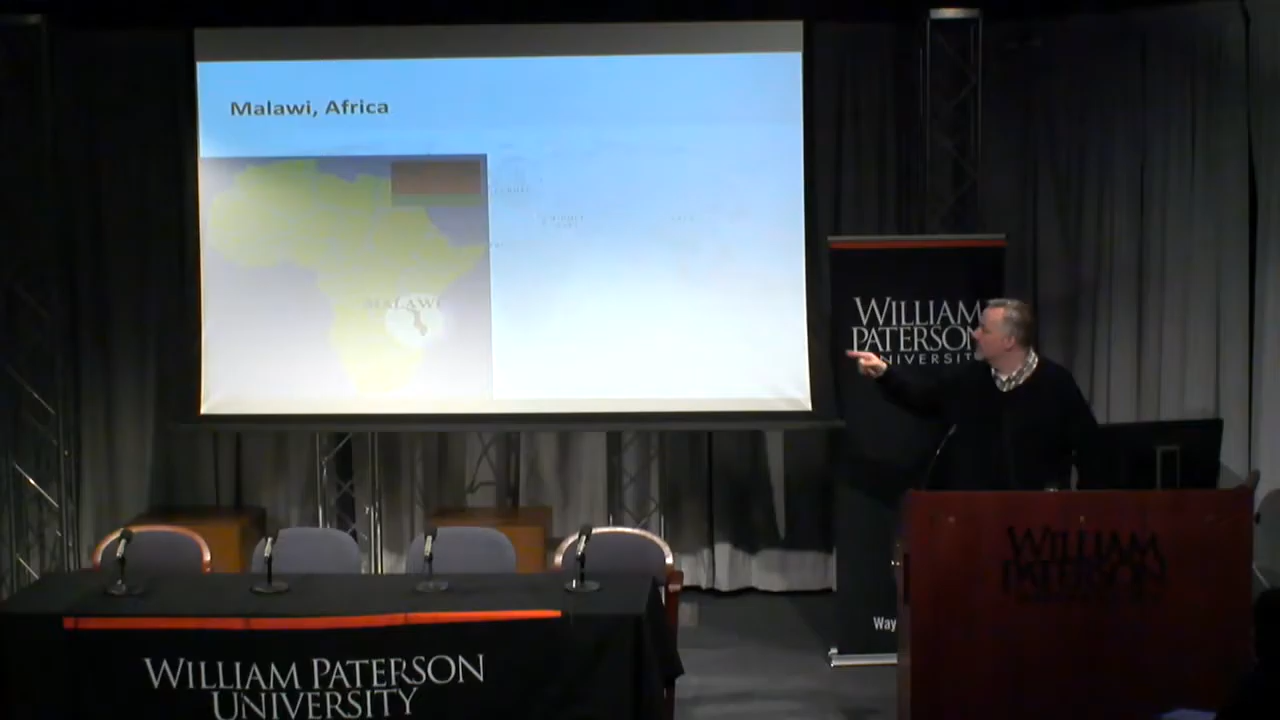 Malawi, Africa
MALAWI
WILLIAM
PATERSON
UNIVERSITY
Way
WILLIAM
PATERSON
WILLIAM PATERSON
UNIVERSITY